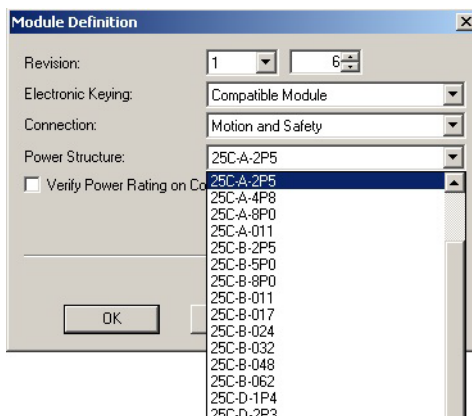 Module Definition
Revision: 1 6
Electronic Keying: Compatible Module
Connection: Motion and Safety
Power Structure: 25C-A-2P5
Verify Power Rating on Co
25C-A-2P5
25C-A-4P8
25C-A-8P0
25C-A-011
25C-B-2P5
25C-B-5P0
25C-B-8P0
25C-B-011
25C-B-017
25C-B-024
25C-B-032
25C-B-048
25C-B-062
25C-D-1P4
25C-D-2P3
OK